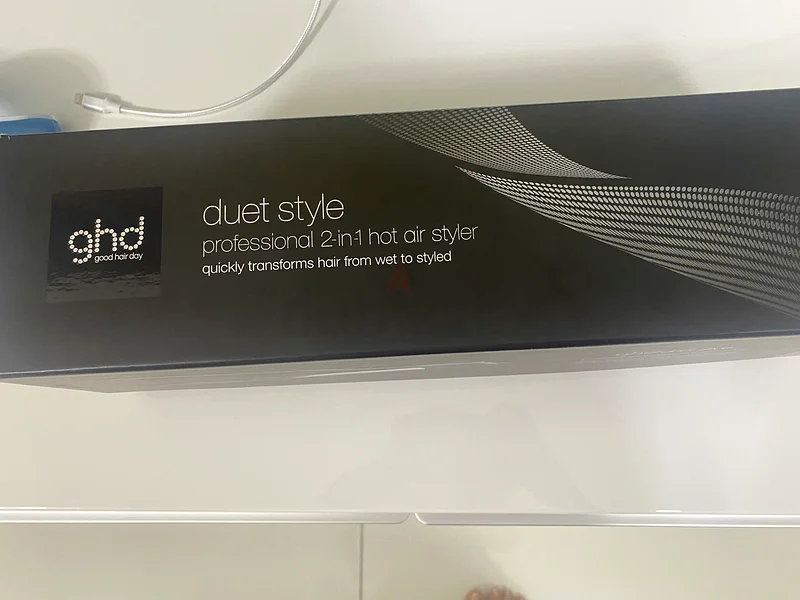 ghd
good hair day
duet style
professional 2-in-1 hot air styler
quickly transforms hair from wet to styled